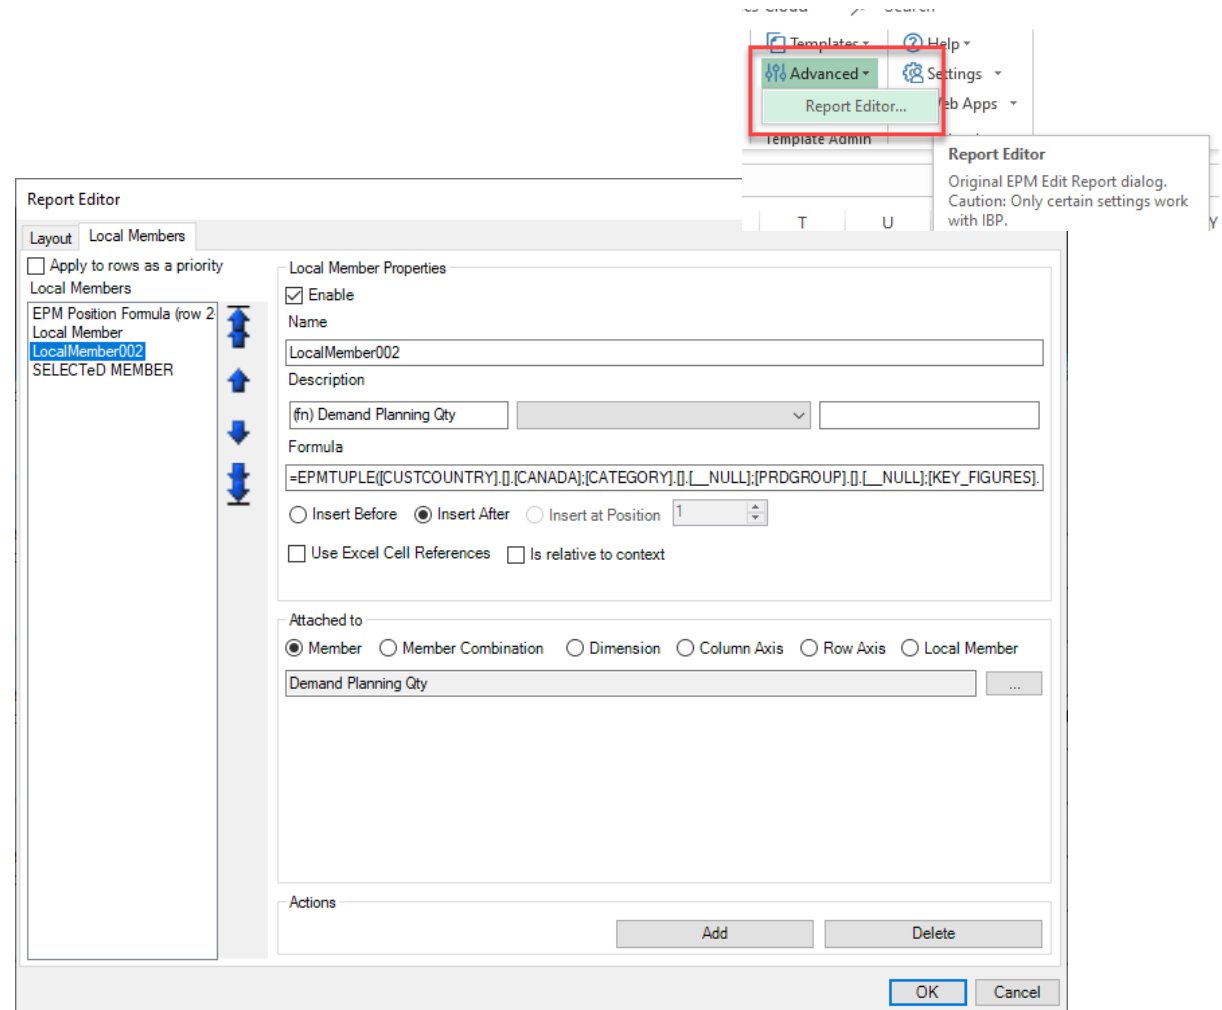 Search
Templates
Help
Advanced
Settings
Report Editor...
eb Apps
Template Admin
Report Editor
Original EPM Edit Report dialog.
Caution: Only certain settings work
with IBP.
T U Y
Report Editor
Layout Local Members
Apply to rows as a priority
Local Members
EPM Position Formula (row 2-
Local Member
LocalMember002
SELECTeD MEMBER
Local Member Properties
Enable
Name
LocalMember002
Description
(fn) Demand Planning Qty
Formula
=EPMTUPLE([CUSTCOUNTRY].[].[CANADA];[CATEGORY].[].[__NULL];[PRDGROUP].[].[__NULL];[KEY_FIGURES].
Insert Before Insert After Insert at Position 1
Use Excel Cell References Is relative to context
Attached to
Member Member Combination Dimension Column Axis Row Axis Local Member
Demand Planning Qty ...
Actions
Add Delete
OK Cancel